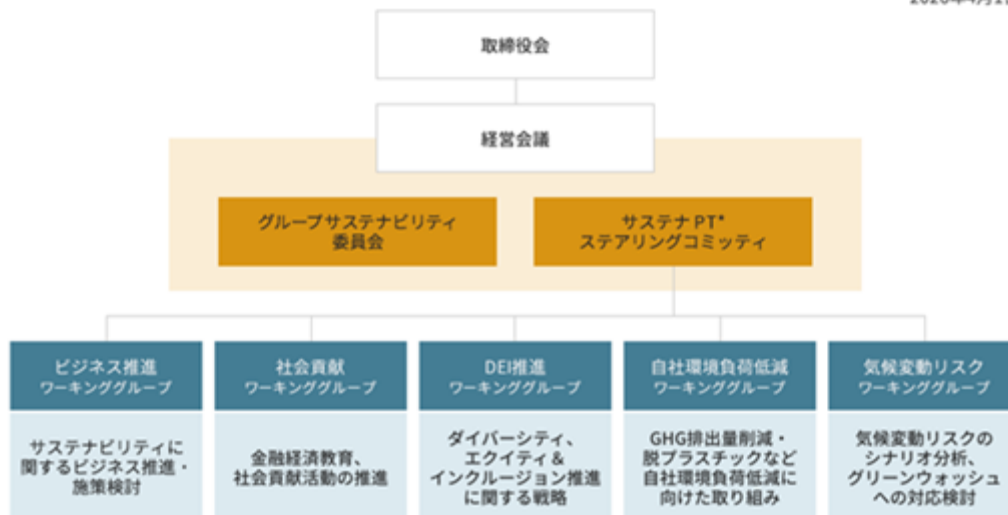 取締役会
経営会議
グループサステナビリティ
委員会
サステナ PT*
ステアリングコミッティ
ビジネス推進
ワーキンググループ
社会貢献
ワーキンググループ
DEI推進
ワーキンググループ
自社環境負荷低減
ワーキンググループ
気候変動リスク
ワーキンググループ
サステナビリティに
関するビジネス推進・
施策検討
金融経済教育、
社会貢献活動の推進
ダイバーシティ、
エクイティ&
インクルージョン推進
に関する戦略
GHG排出量削減・
脱プラスチックなど
自社環境負荷低減に
向けた取り組み
気候変動リスクの
シナリオ分析、
グリーンウォッシュ
への対応検討